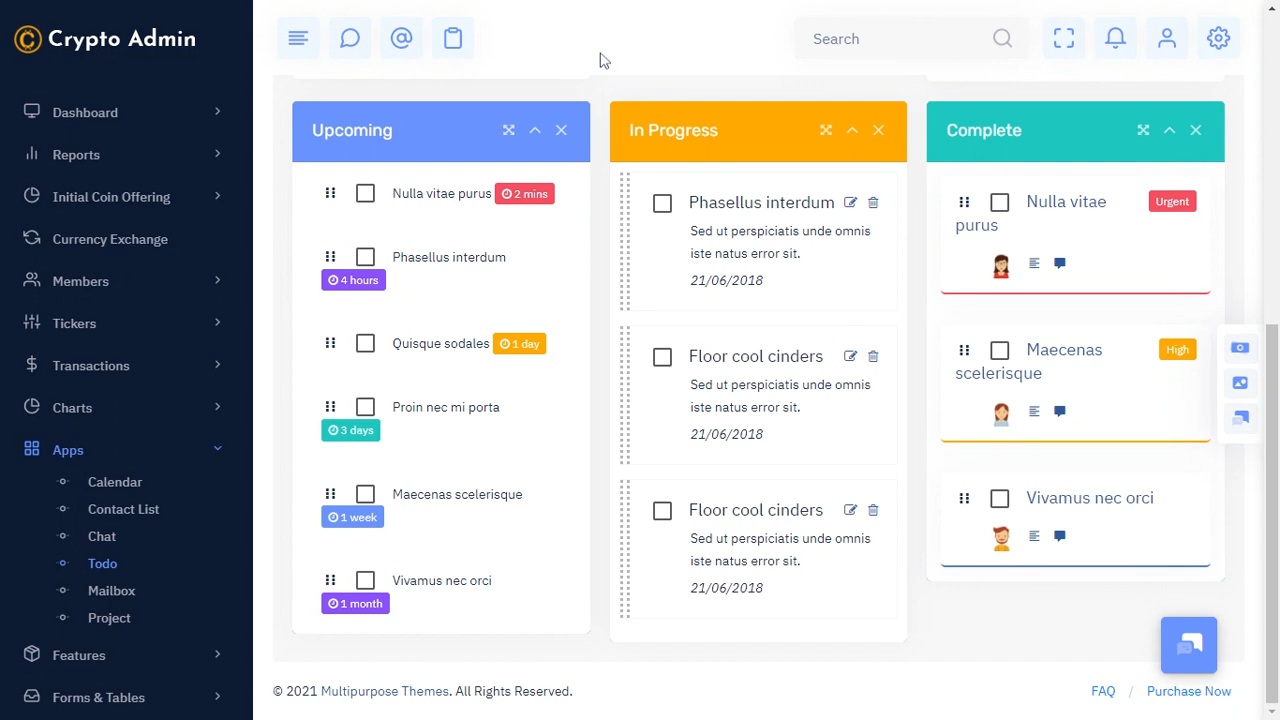 Crypto Admin
Search
Dashboard
Reports
Initial Coin Offering
Currency Exchange
Members
Tickers
Transactions
Charts
Apps
Calendar
Contact List
Chat
Todo
Mailbox
Project
Features
Forms & Tables
Upcoming
Nulla vitae purus 2 mins
Phasellus interdum
4 hours
Quisque sodales 1 day
Proin nec mi porta
3 days
Maecenas scelerisque
1 week
Vivamus nec orci
1 month
In Progress
Phasellus interdum
Sed ut perspiciatis unde omnis
iste natus error sit.
21/06/2018
Floor cool cinders
Sed ut perspiciatis unde omnis
iste natus error sit.
21/06/2018
Floor cool cinders
Sed ut perspiciatis unde omnis
iste natus error sit.
21/06/2018
Complete
Nulla vitae Urgent
purus
Maecenas High
scelerisque
Vivamus nec orci
© 2021 Multipurpose Themes. All Rights Reserved.
FAQ / Purchase Now